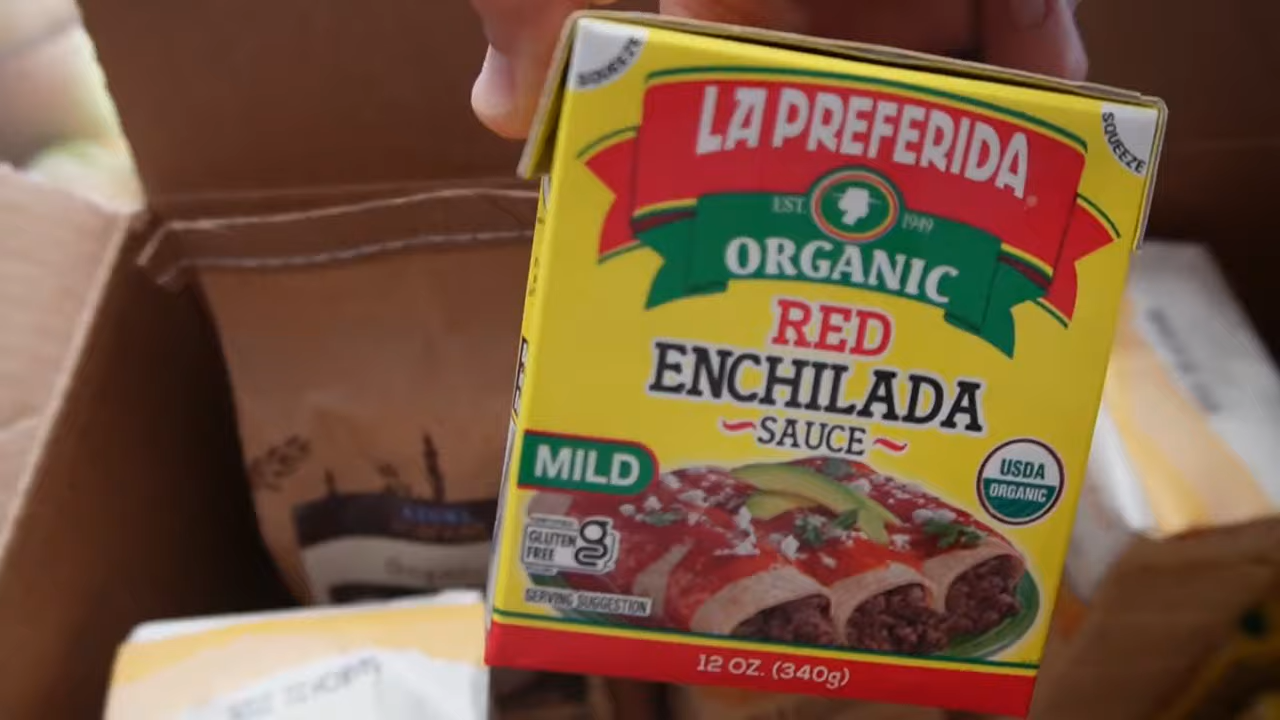 SQUEEZE
SQUEEZE
LA PREFERIDA®
EST. 1949
ORGANIC
RED
ENCHILADA
~SAUCE~
MILD
USDA
ORGANIC
GLUTEN
FREE
SERVING SUGGESTION
12 OZ. (340g)